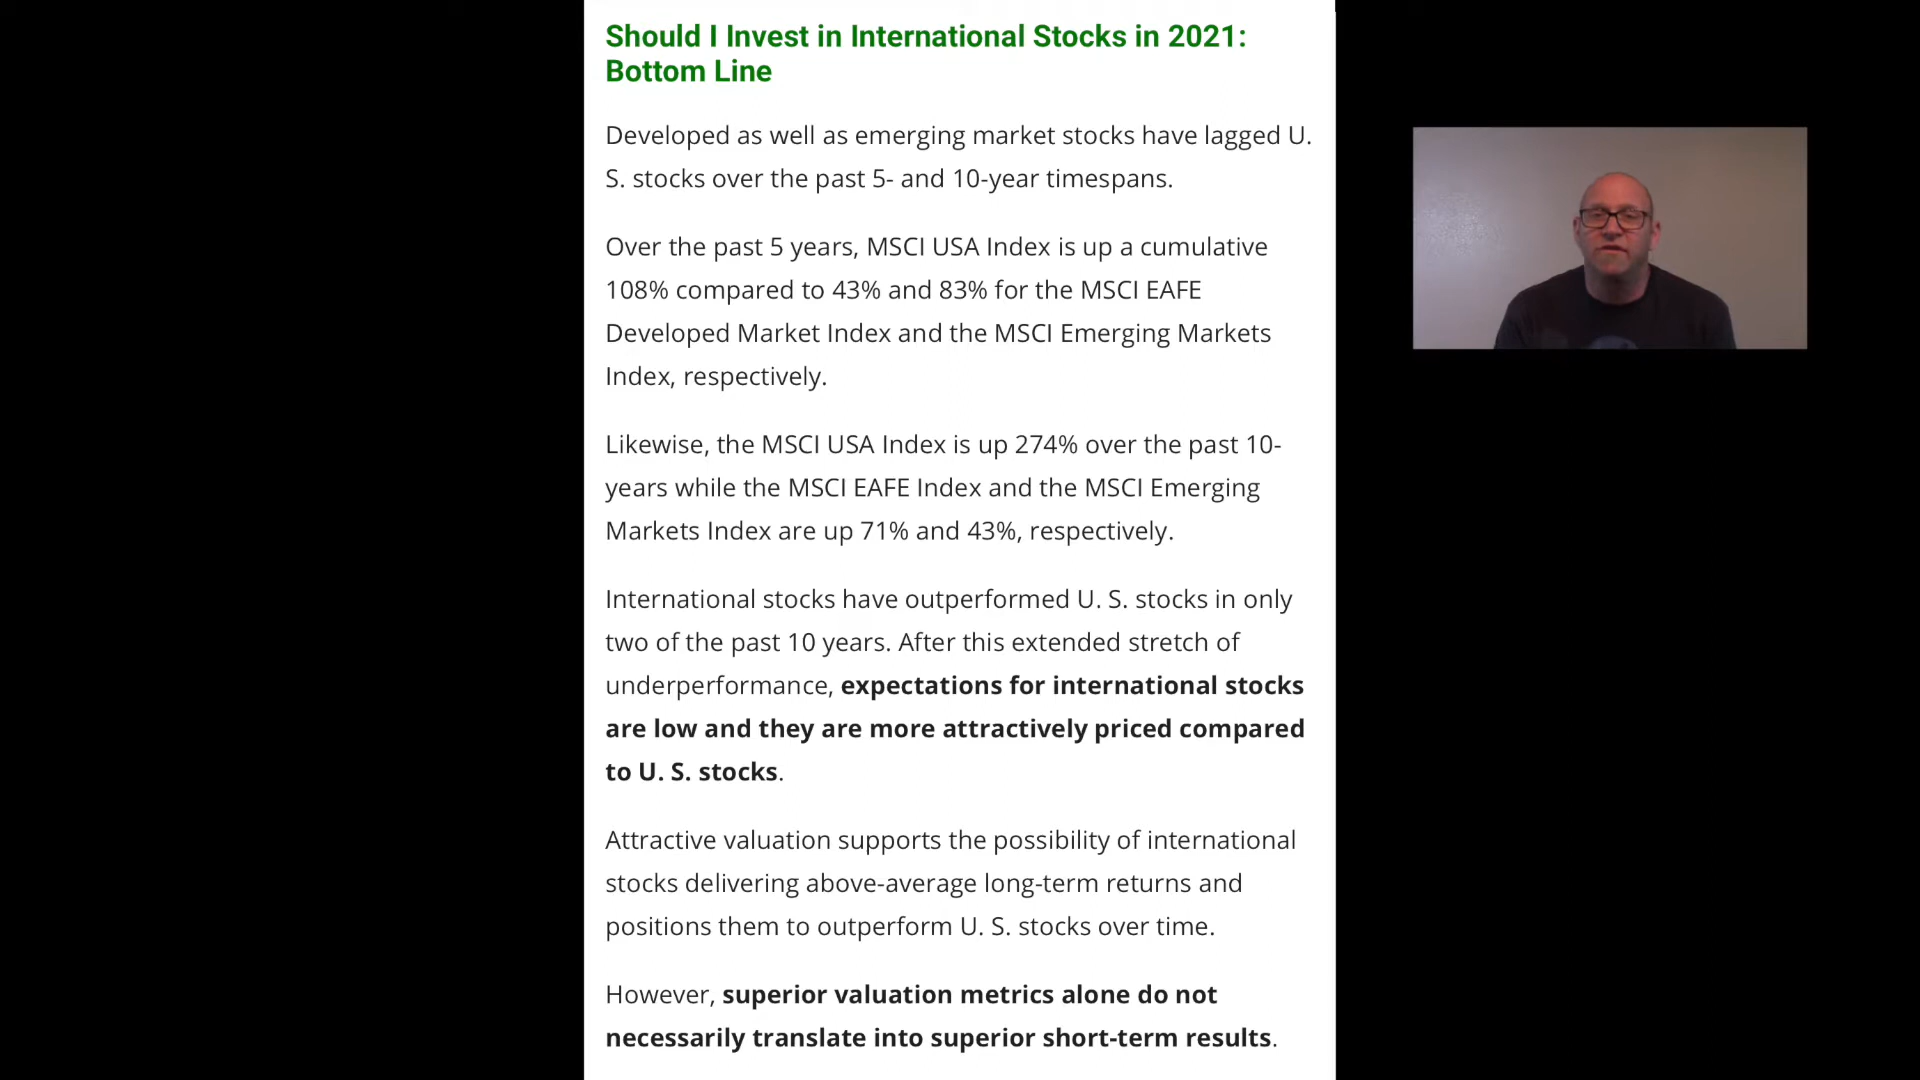 Should I Invest in International Stocks in 2021:
Bottom Line
Developed as well as emerging market stocks have lagged U.
S. stocks over the past 5- and 10-year timespans.
Over the past 5 years, MSCI USA Index is up a cumulative
108% compared to 43% and 83% for the MSCI EAFE
Developed Market Index and the MSCI Emerging Markets
Index, respectively.
Likewise, the MSCI USA Index is up 274% over the past 10-
years while the MSCI EAFE Index and the MSCI Emerging
Markets Index are up 71% and 43%, respectively.
International stocks have outperformed U. S. stocks in only
two of the past 10 years. After this extended stretch of
underperformance, expectations for international stocks
are low and they are more attractively priced compared
to U. S. stocks.
Attractive valuation supports the possibility of international
stocks delivering above-average long-term returns and
positions them to outperform U. S. stocks over time.
However, superior valuation metrics alone do not
necessarily translate into superior short-term results.